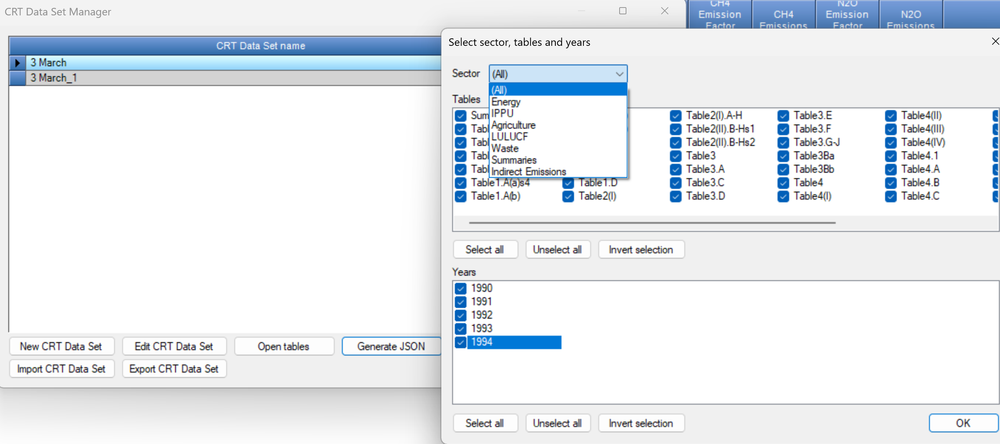 CRT Data Set Manager
CH4
Emission
Factor
CH4
Emissions
N2O
Emission
Factor
N2O
Emissions
CRT Data Set name
3 March
3 March_1
New CRT Data Set
Edit CRT Data Set
Open tables
Generate JSON
Import CRT Data Set
Export CRT Data Set
Select sector, tables and years
Sector
(All)
(All)
Energy
IPPU
Agriculture
LULUCF
Waste
Summaries
Indirect Emissions
Tables
Table1.A(a)s4
Table1.A(b)
Table1.D
Table2(I)
Table2(I).A-H
Table2(II).B-Hs1
Table2(II).B-Hs2
Table3
Table3.A
Table3.C
Table3.D
Table3.E
Table3.F
Table3.G-J
Table3Ba
Table3Bb
Table4
Table4(I)
Table4(II)
Table4(III)
Table4(IV)
Table4.1
Table4.A
Table4.B
Table4.C
Select all
Unselect all
Invert selection
Years
1990
1991
1992
1993
1994
Select all
Unselect all
Invert selection
OK